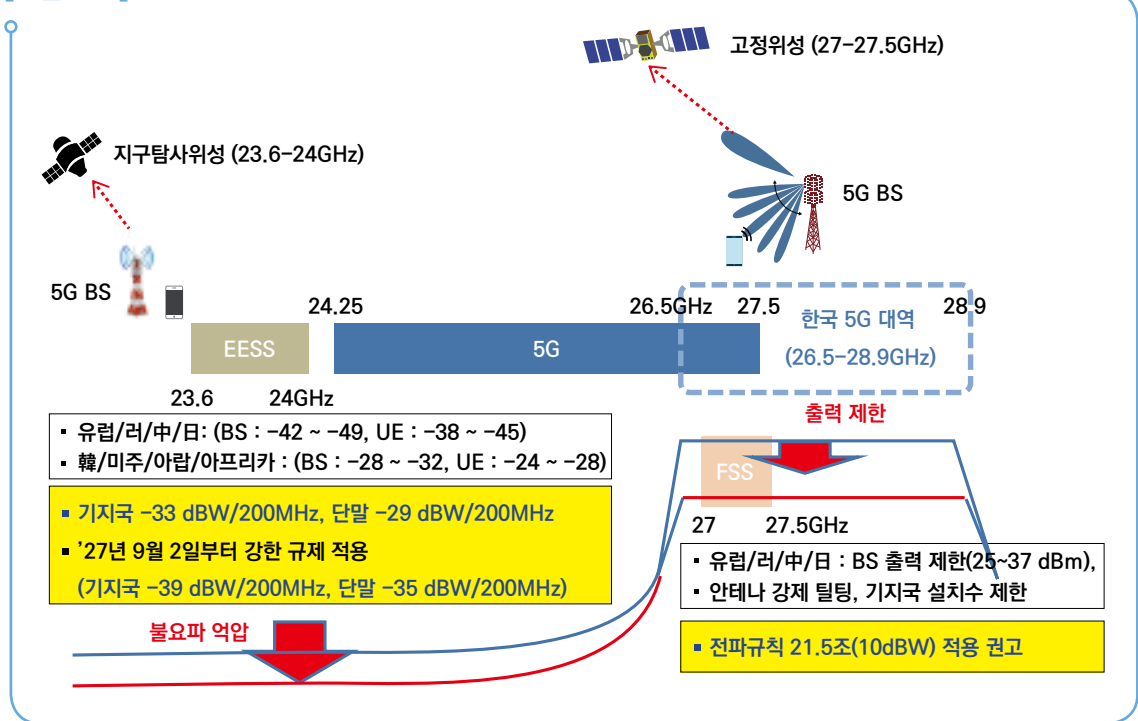 고정위성 (27-27.5GHz)
지구탐사위성 (23.6-24GHz)
5G BS
5G BS
24.25
26.5GHz
27.5
28.9
한국 5G 대역
(26.5-28.9GHz)
EESS
5G
23.6
24GHz
출력 제한
▪ 유럽/러/中/日: (BS : -42 ~ -49, UE : -38 ~ -45)
▪ 韓/미주/아랍/아프리카 : (BS : -28 ~ -32, UE : -24 ~ -28)
FSS
▪ 기지국 -33 dBW/200MHz, 단말 -29 dBW/200MHz
▪ '27년 9월 2일부터 강한 규제 적용
(기지국 -39 dBW/200MHz, 단말 -35 dBW/200MHz)
27
27.5GHz
▪ 유럽/러/中/日 : BS 출력 제한(25~37 dBm),
▪ 안테나 강제 틸팅, 기지국 설치수 제한
불요파 억압
▪ 전파규칙 21.5조(10dBW) 적용 권고